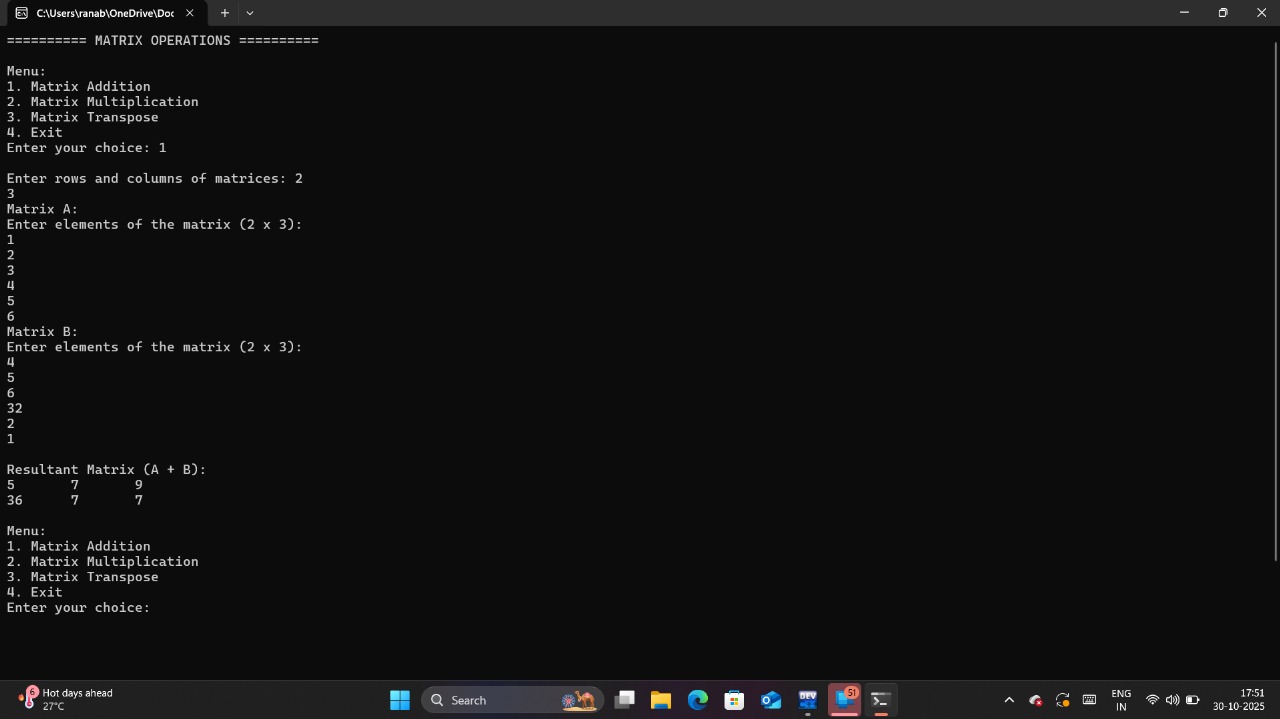 C:\Users\ranab\OneDrive\Doc
========== MATRIX OPERATIONS ==========
Menu:
1. Matrix Addition
2. Matrix Multiplication
3. Matrix Transpose
4. Exit
Enter your choice: 1
Enter rows and columns of matrices: 2
3
Matrix A:
Enter elements of the matrix (2 x 3):
1
2
3
4
5
6
Matrix B:
Enter elements of the matrix (2 x 3):
4
5
6
32
2
1
Resultant Matrix (A + B):
5 7 9
36 7 7
Menu:
1. Matrix Addition
2. Matrix Multiplication
3. Matrix Transpose
4. Exit
Enter your choice:
6
Hot days ahead
27°C
Search
DEV
51
ENG
IN
17:51
30-10-2025